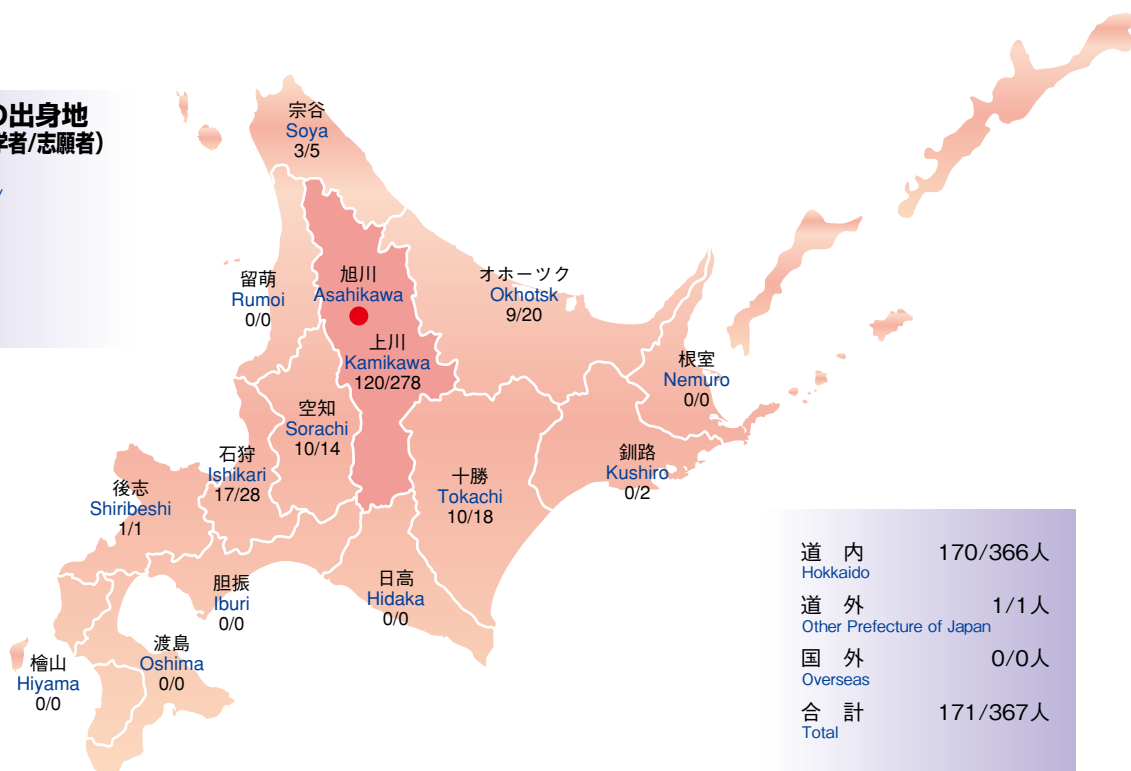 出身地
学者/志願者）
宗谷
Soya
3/5
留萌
Rumoi
0/0
旭川
Asahikawa
上川
Kamikawa
120/278
オホーツク
Okhotsk
9/20
根室
Nemuro
0/0
空知
Sorachi
10/14
石狩
Ishikari
17/28
後志
Shiribeshi
1/1
十勝
Tokachi
10/18
釧路
Kushiro
0/2
胆振
Iburi
0/0
日高
Hidaka
0/0
渡島
Oshima
0/0
檜山
Hiyama
0/0
道 内 170/366人
Hokkaido
道 外 1/1人
Other Prefecture of Japan
国 外 0/0人
Overseas
合 計 171/367人
Total